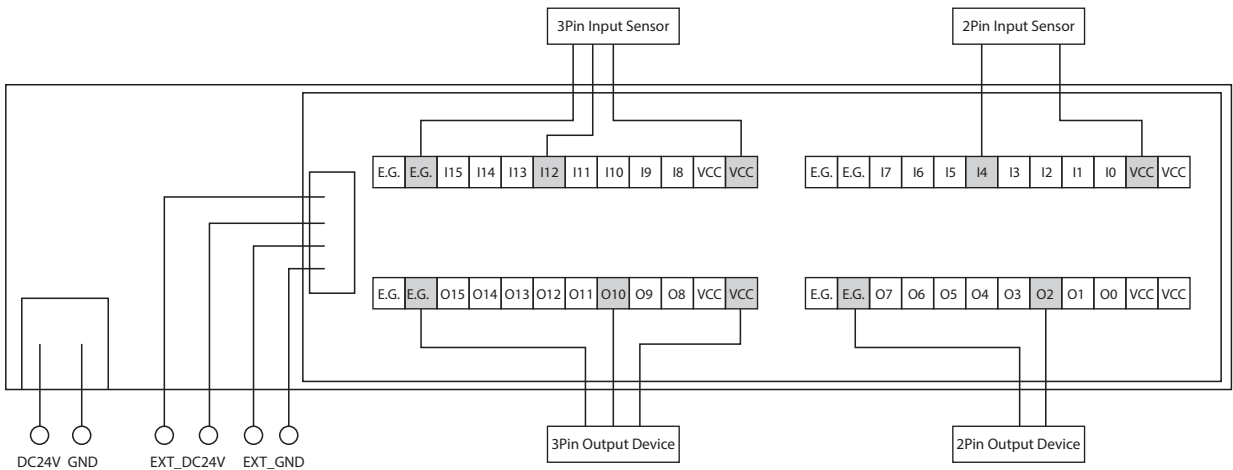 3Pin Input Sensor
2Pin Input Sensor
E.G. E.G. I15 I14 I13 I12 I11 I10 I9 I8 VCC VCC
E.G. E.G. I7 I6 I5 I4 I3 I2 I1 I0 VCC VCC
E.G. E.G. O15 O14 O13 O12 O11 O10 O9 O8 VCC VCC
E.G. E.G. O7 O6 O5 O4 O3 O2 O1 O0 VCC VCC
3Pin Output Device
2Pin Output Device
DC24V GND EXT_DC24V EXT_GND